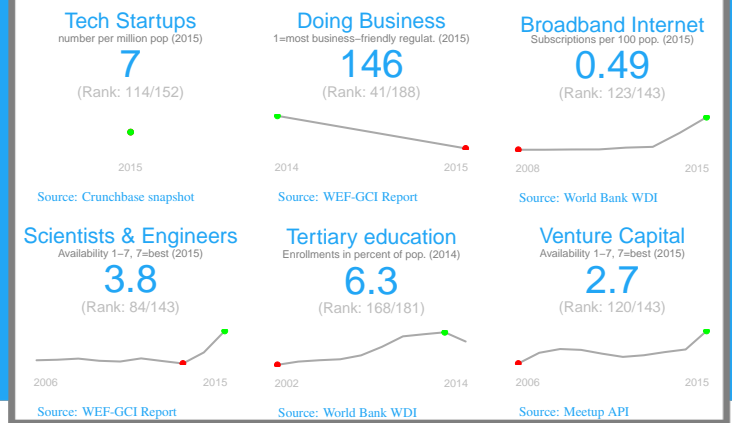 Tech Startups
number per million pop (2015)
7
(Rank: 114/152)
2015
Source: Crunchbase snapshot
Doing Business
1=most business−friendly regulat. (2015)
146
(Rank: 41/188)
2014 2015
Source: WEF-GCI Report
Broadband Internet
Subscriptions per 100 pop. (2015)
0.49
(Rank: 123/143)
2008 2015
Source: World Bank WDI
Scientists & Engineers
Availability 1−7, 7=best (2015)
3.8
(Rank: 84/143)
2006 2015
Source: WEF-GCI Report
Tertiary education
Enrollments in percent of pop. (2014)
6.3
(Rank: 168/181)
2002 2014
Source: World Bank WDI
Venture Capital
Availability 1−7, 7=best (2015)
2.7
(Rank: 120/143)
2006 2015
Source: Meetup API